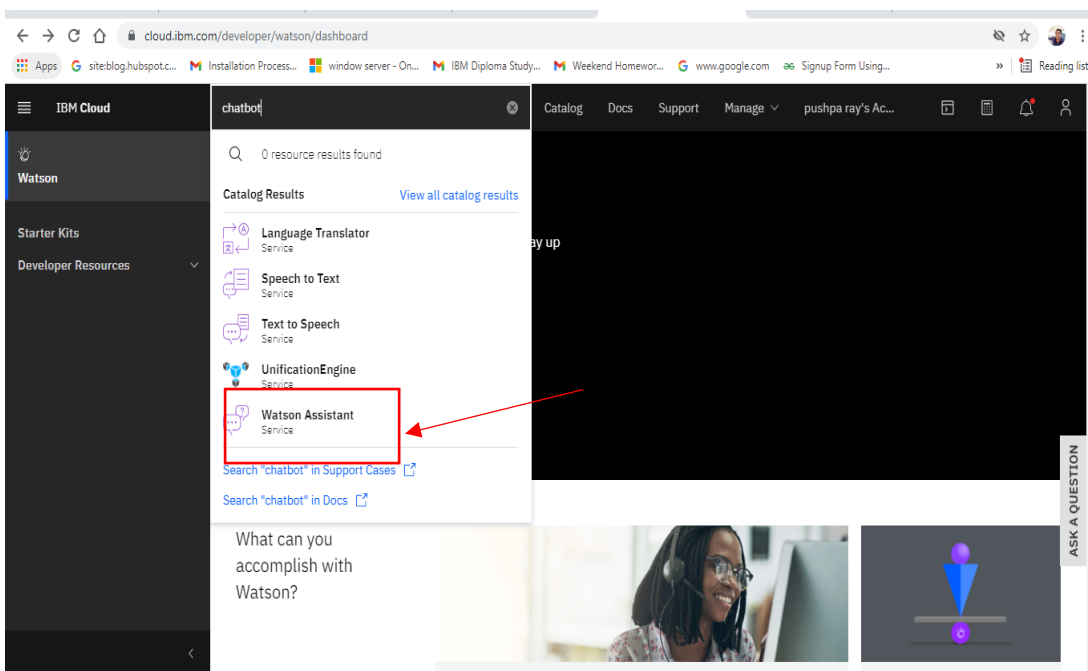 cloud.ibm.com/developer/watson/dashboard
Apps site:blog.hubspot.c... Installation Process... window server - On... IBM Diploma Study... Weekend Homewor... www.google.com Signup Form Using... » Reading list
IBM Cloud chatbot Catalog Docs Support Manage pushpa ray's Ac...
Watson
Starter Kits
Developer Resources
0 resource results found
Catalog Results View all catalog results
Language Translator
Service
Speech to Text
Service
Text to Speech
Service
UnificationEngine
Service
Watson Assistant
Service
Search "chatbot" in Support Cases
Search "chatbot" in Docs
ay up
ASK A QUESTION
What can you
accomplish with
Watson?